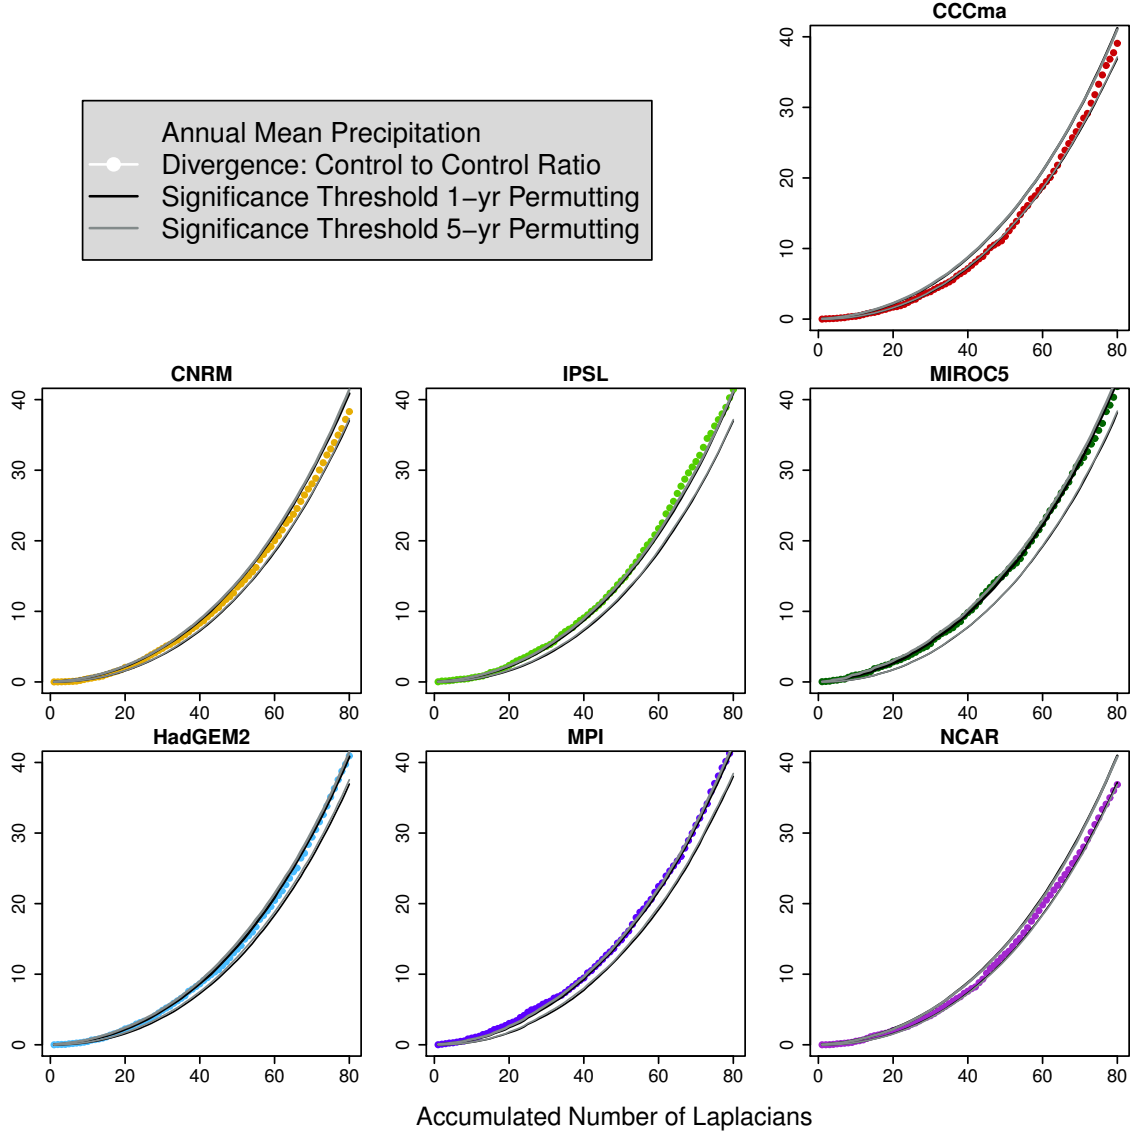 CCCma
Annual Mean Precipitation
Divergence: Control to Control Ratio
Significance Threshold 1−yr Permutting
Significance Threshold 5−yr Permutting
0 10 20 30 40
0 20 40 60 80
CNRM
0 10 20 30 40
0 20 40 60 80
IPSL
0 20 40 60 80
MIROC5
0 10 20 30 40
0 20 40 60 80
HadGEM2
0 10 20 30 40
0 20 40 60 80
MPI
0 10 20 30 40
0 20 40 60 80
NCAR
0 10 20 30 40
0 20 40 60 80
0 10 20 30 40
Accumulated Number of Laplacians